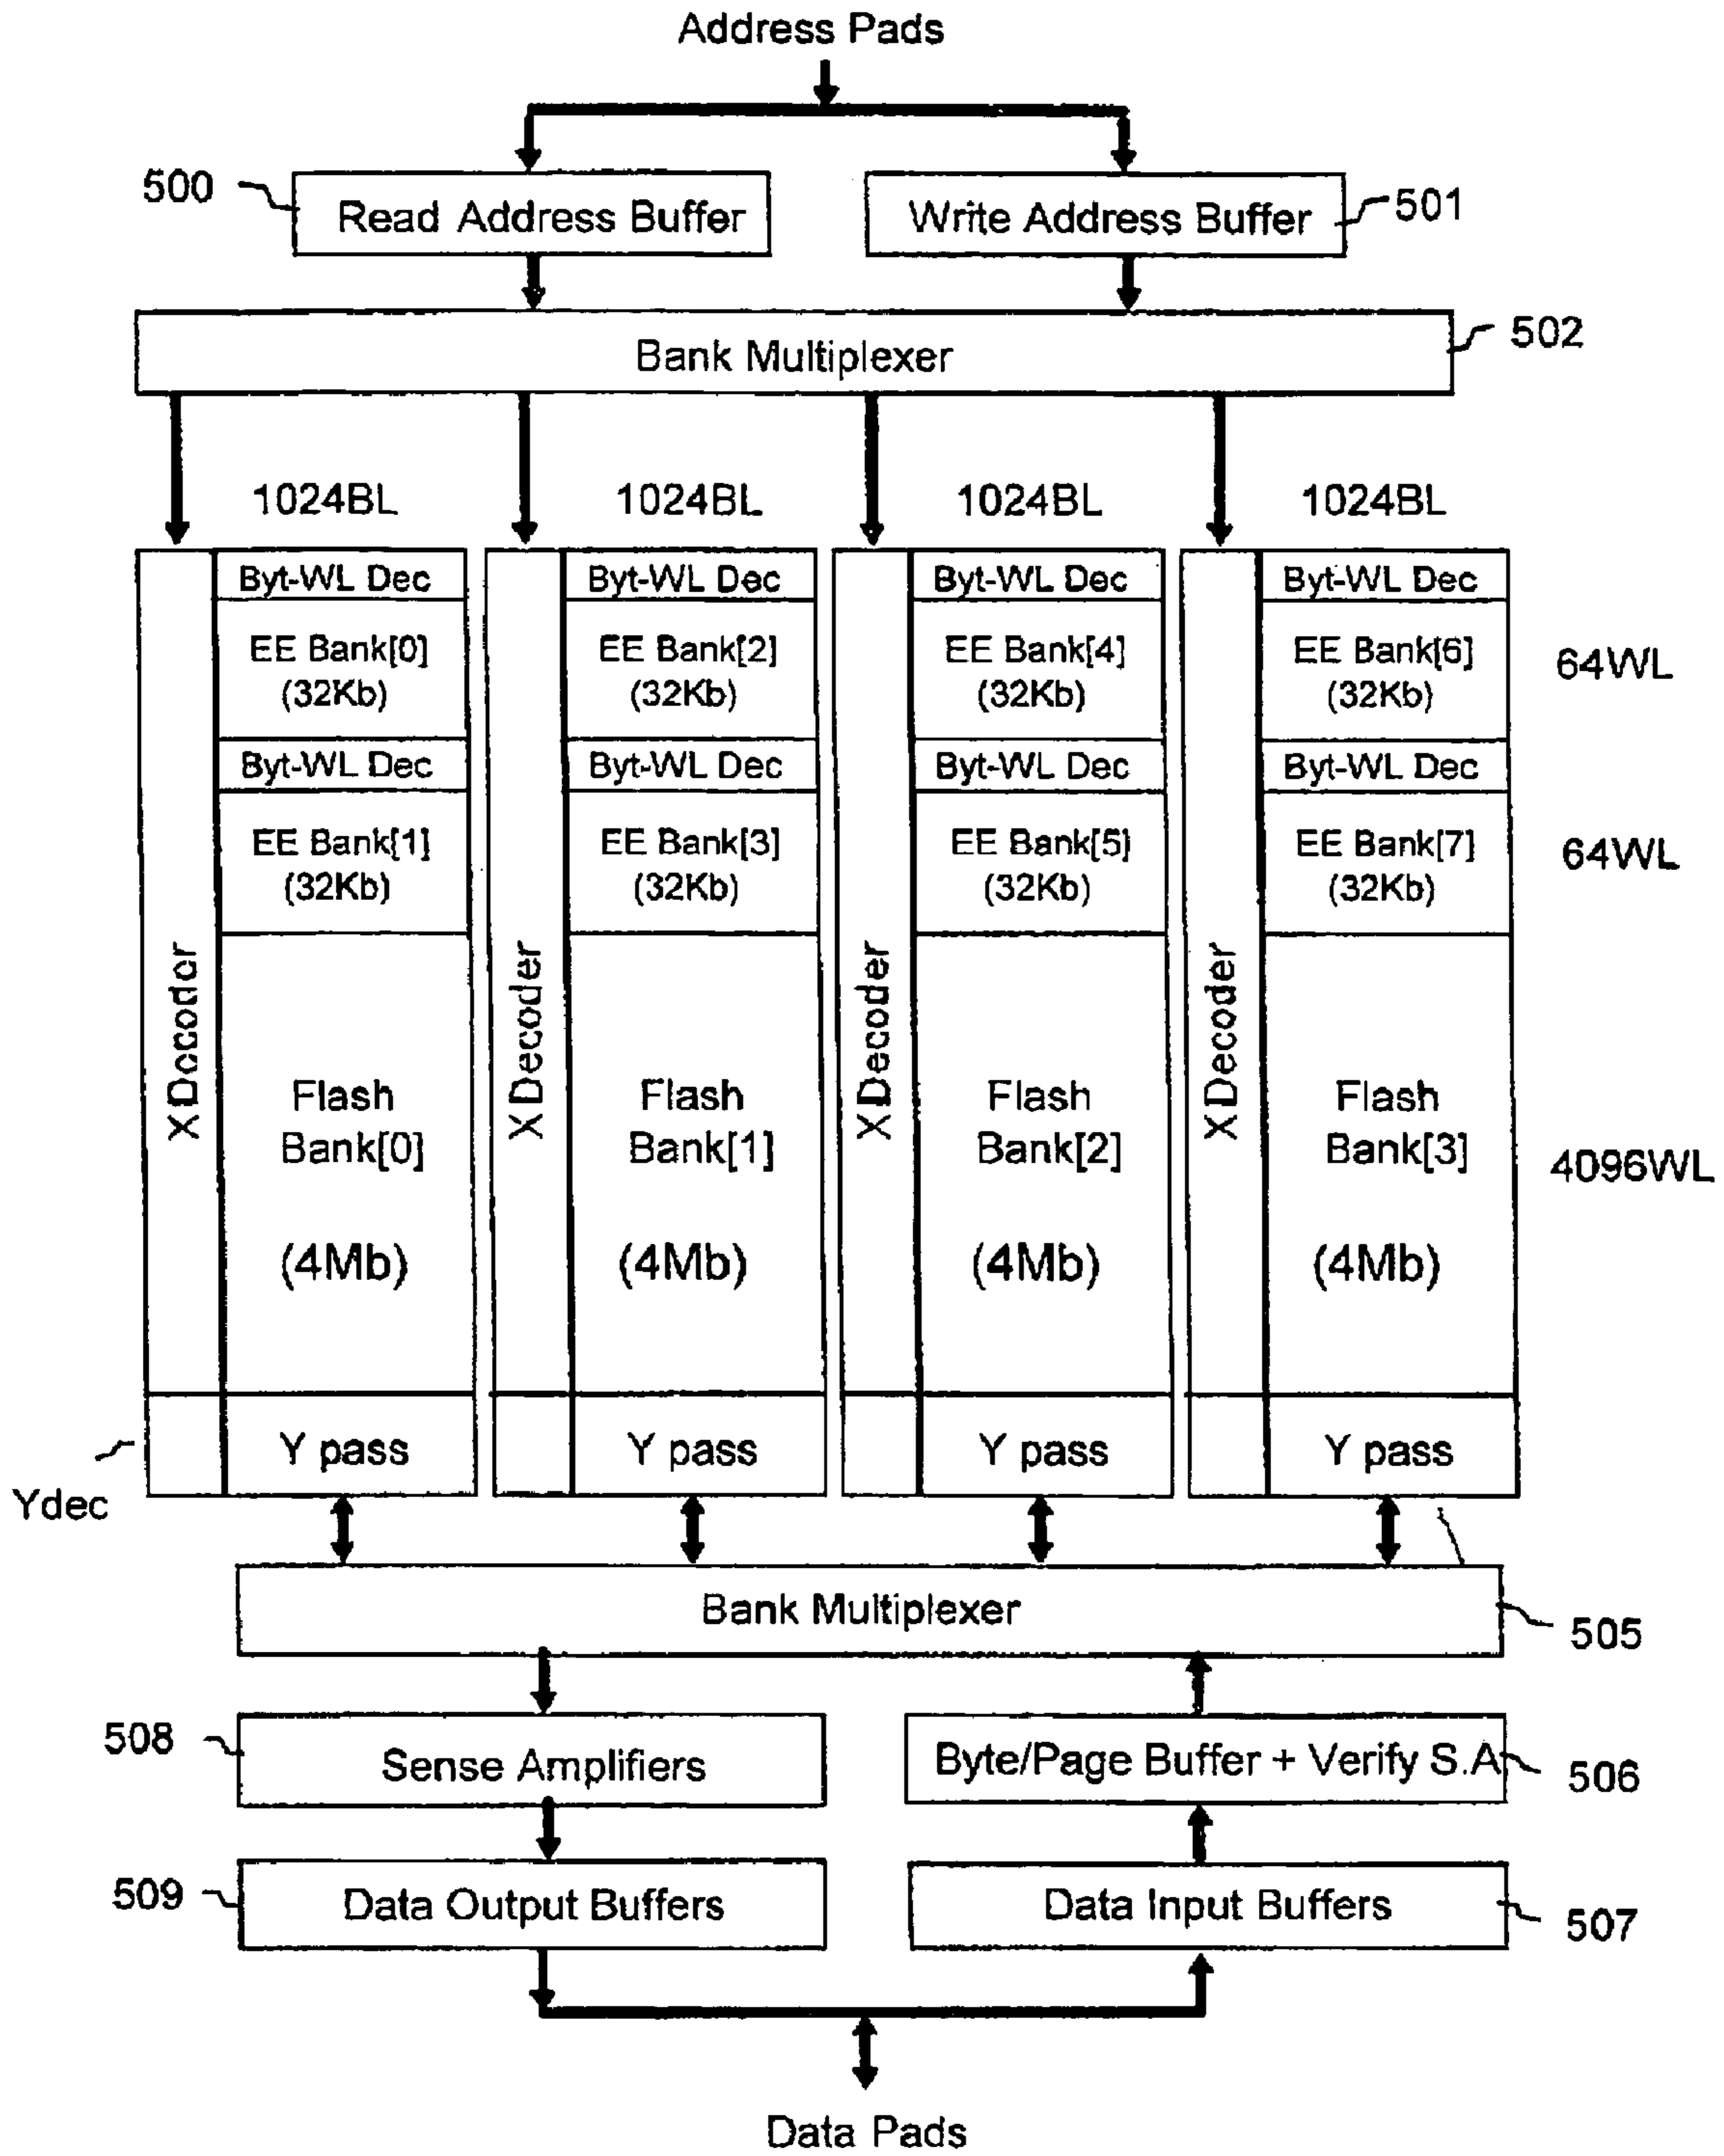 Address Pads
500
Read Address Buffer
Write Address Buffer
501
Bank Multiplexer
502
1024BL
1024BL
1024BL
1024BL
X Decoder
Byt-WL Dec
EE Bank[0]
(32Kb)
Byt-WL Dec
EE Bank[1]
(32Kb)
Flash
Bank[0]
(4Mb)
Y pass
X Decoder
Byt-WL Dec
EE Bank[2]
(32Kb)
Byt-WL Dec
EE Bank[3]
(32Kb)
Flash
Bank[1]
(4Mb)
Y pass
X Decoder
Byt-WL Dec
EE Bank[4]
(32Kb)
Byt-WL Dec
EE Bank[5]
(32Kb)
Flash
Bank[2]
(4Mb)
Y pass
X Decoder
Byt-WL Dec
EE Bank[6]
(32Kb)
Byt-WL Dec
EE Bank[7]
(32Kb)
Flash
Bank[3]
(4Mb)
Y pass
64WL
64WL
4096WL
Ydec
Bank Multiplexer
505
508
Sense Amplifiers
Byte/Page Buffer + Verify S.A
506
509
Data Output Buffers
Data Input Buffers
507
Data Pads